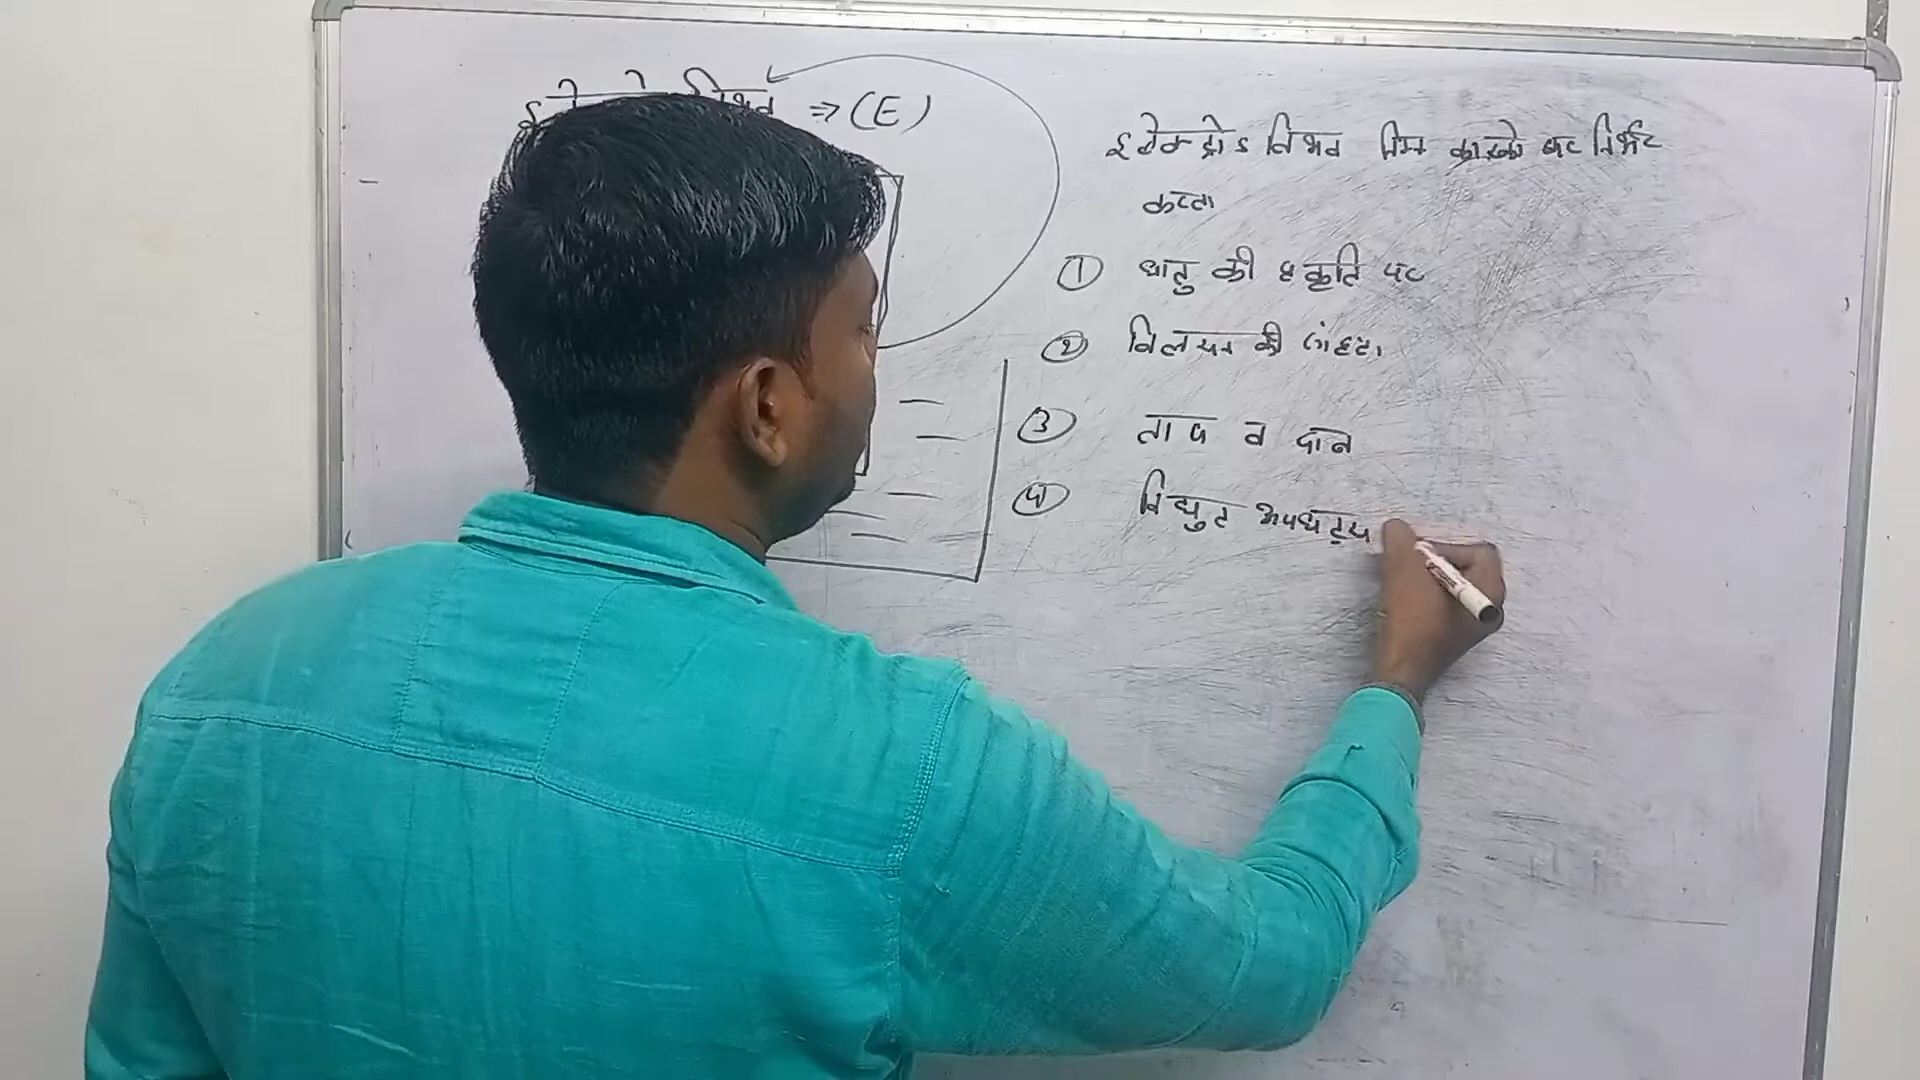 विभव ⇒ (E)
इलेक्ट्रोड विभव निम्न कारको पर निर्भर
करता
① धातु की प्रकृति पर
② विलयन की सांद्रता
③ ताप व दाब
④ विद्युत अपघट्य